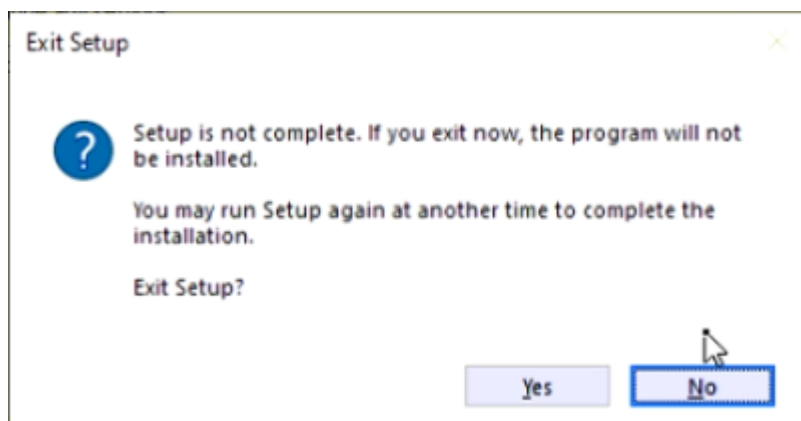 Exit Setup
Setup is not complete. If you exit now, the program will not
be installed.
You may run Setup again at another time to complete the
installation.
Exit Setup?
Yes
No